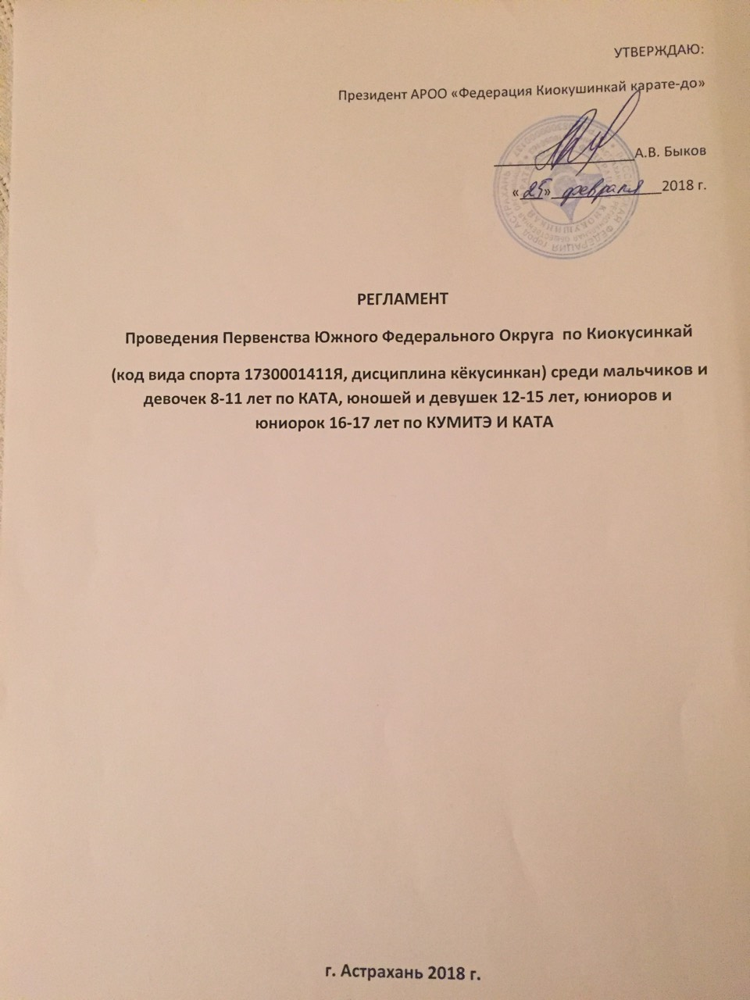 УТВЕРЖДАЮ:
Президент АРОО «Федерация Киокушинкай карате-до»
А.В. Быков
«25» февраля 2018 г.
РЕГЛАМЕНТ
Проведения Первенства Южного Федерального Округа по Киокусинкай
(код вида спорта 1730001411Я, дисциплина кёкусинкан) среди мальчиков и
девочек 8-11 лет по КАТА, юношей и девушек 12-15 лет, юниоров и
юниорок 16-17 лет по КУМИТЭ И КАТА
г. Астрахань 2018 г.